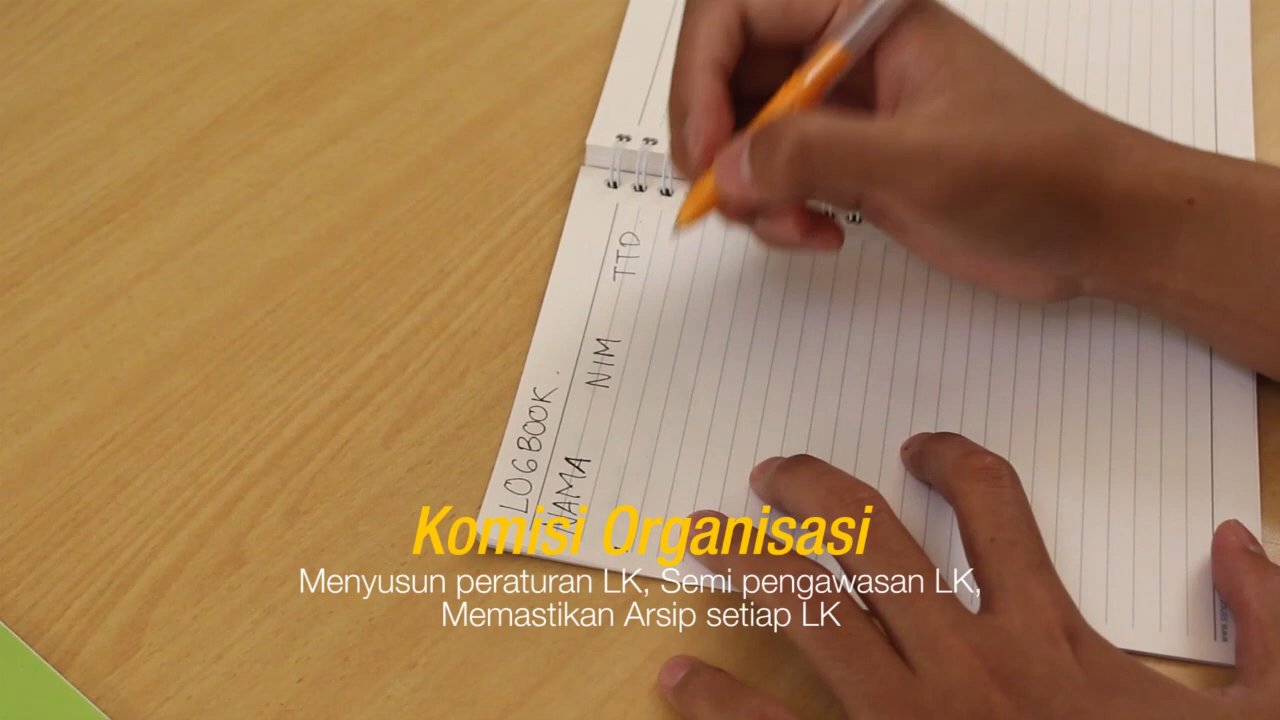 LOGBOOK.
NAMA NIM TTD.
Komisi Organisasi
Menyusun peraturan LK, Semi pengawasan LK,
Memastikan Arsip setiap LK